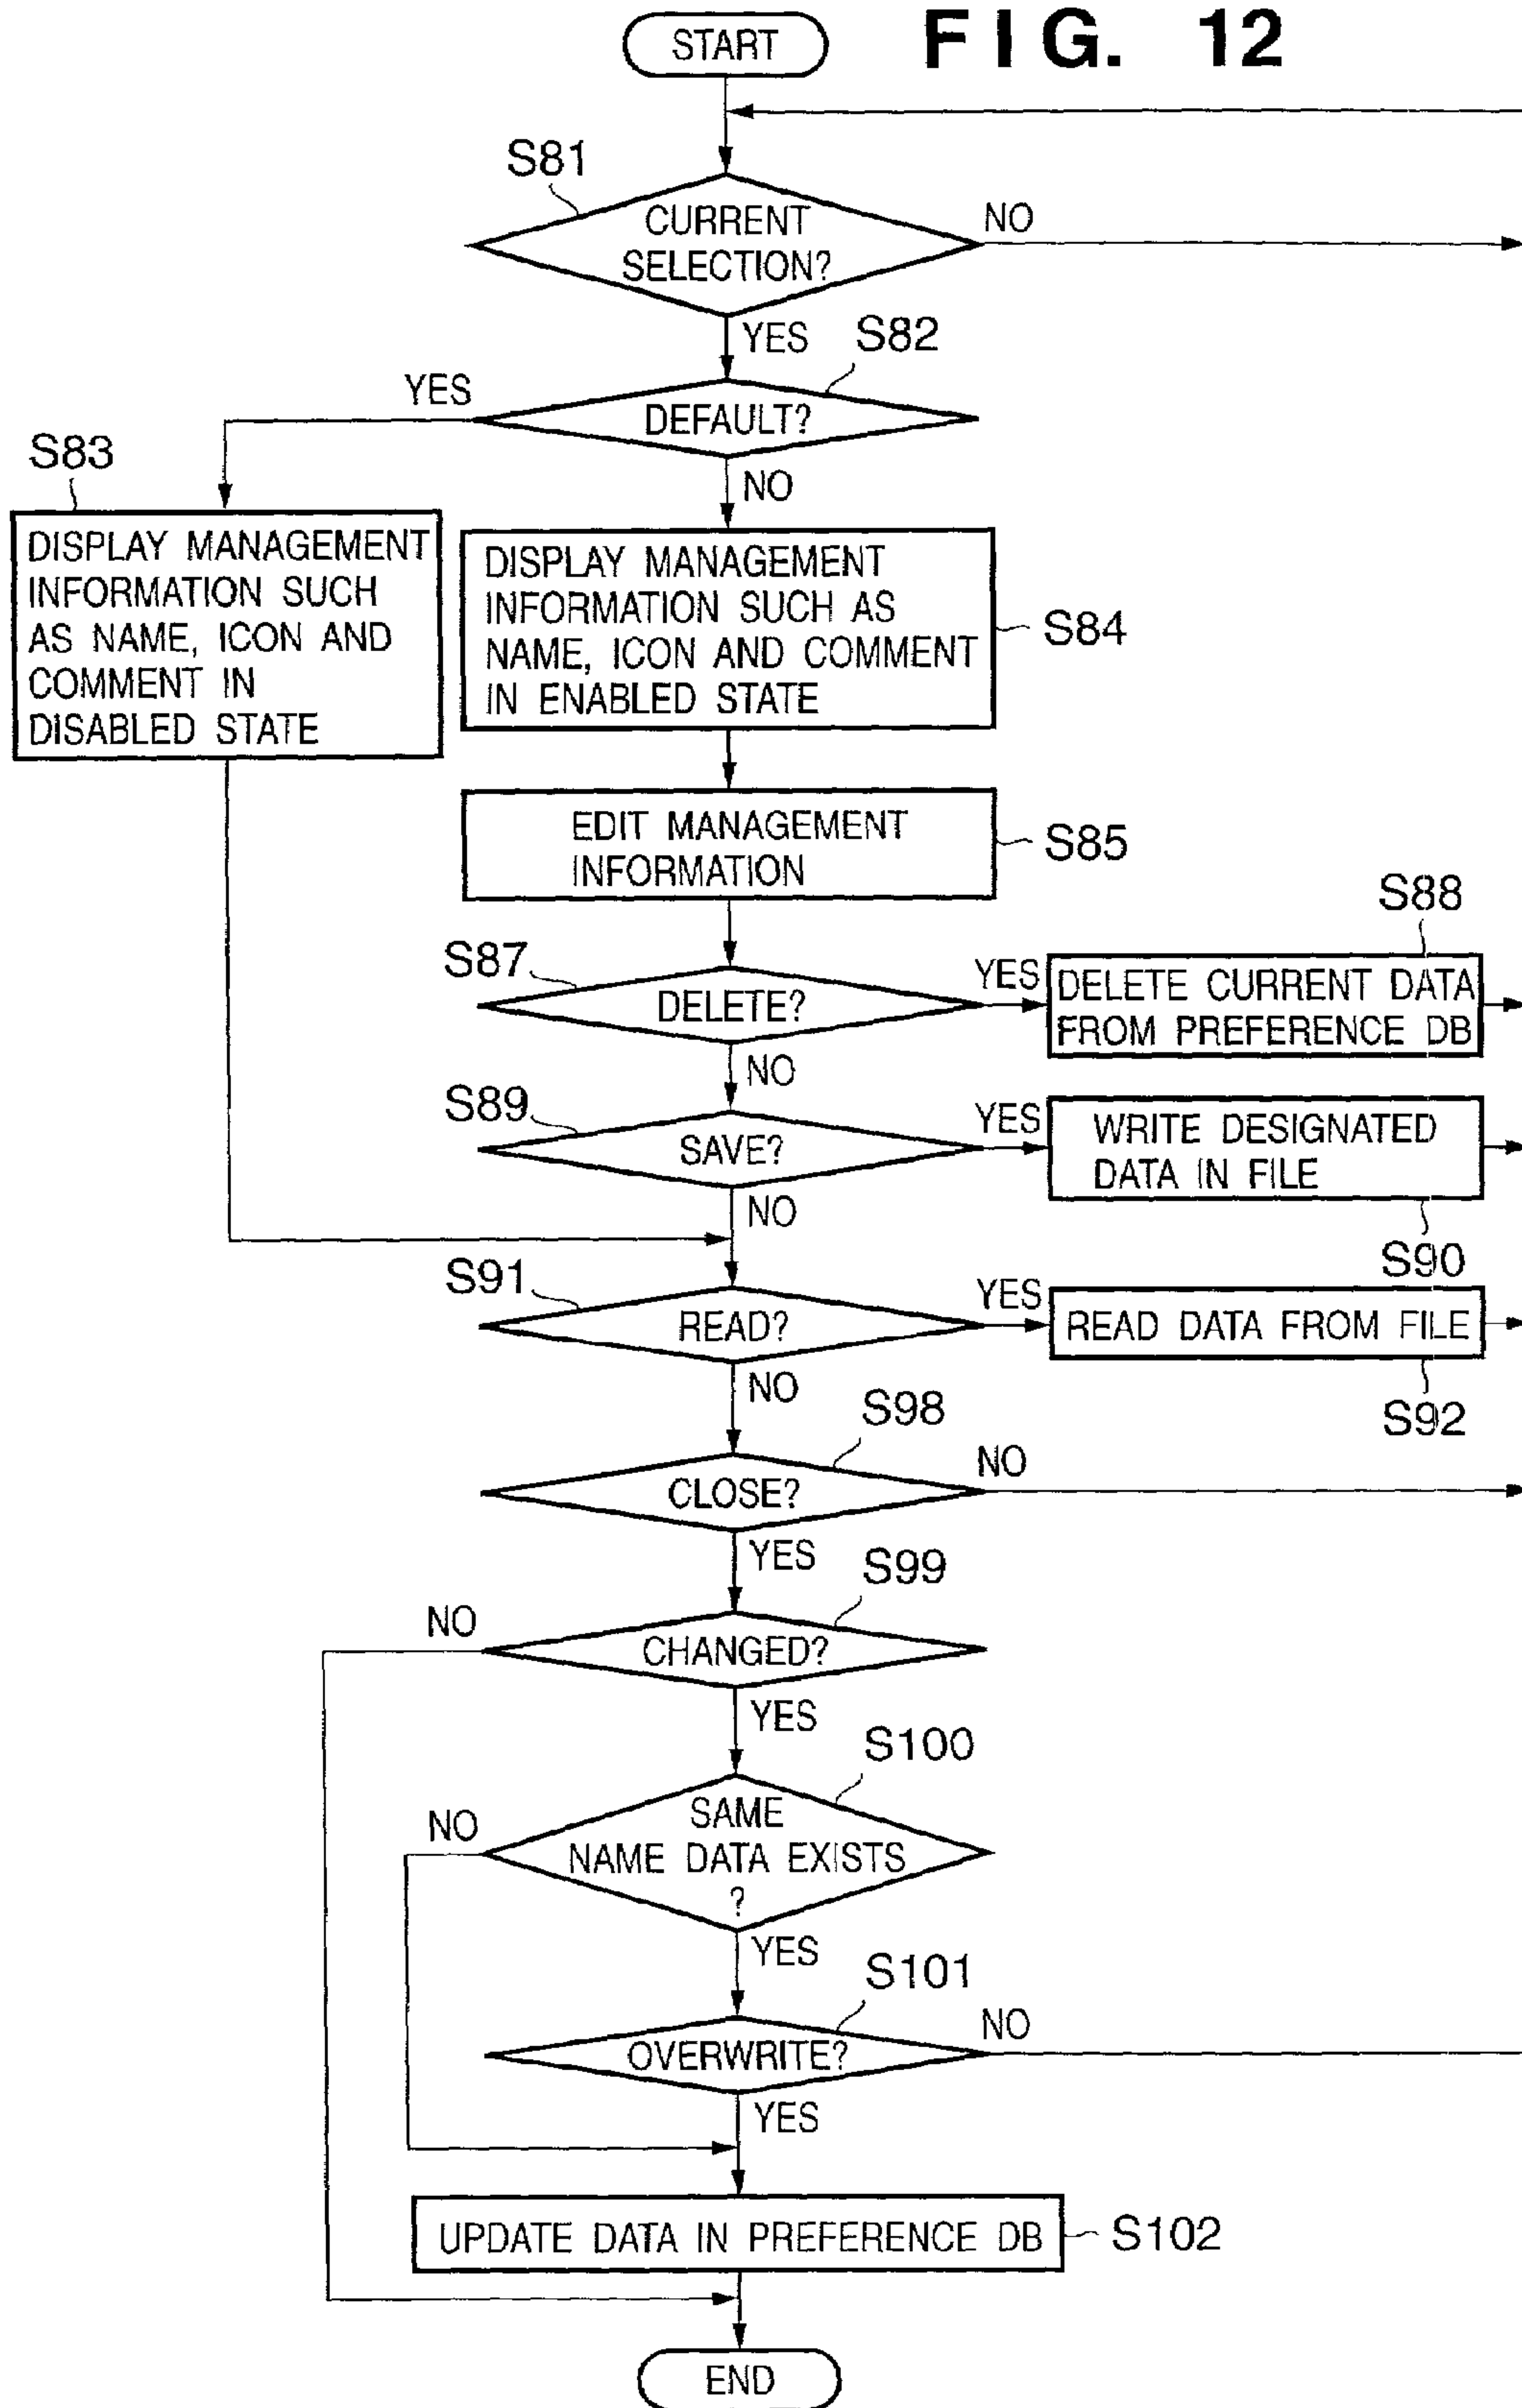 FIG. 12
START
S81
CURRENT
SELECTION?
NO
YES
S82
YES
DEFAULT?
NO
S83
DISPLAY MANAGEMENT
INFORMATION SUCH
AS NAME, ICON AND
COMMENT IN
DISABLED STATE
DISPLAY MANAGEMENT
INFORMATION SUCH AS
NAME, ICON AND COMMENT
IN ENABLED STATE
S84
EDIT MANAGEMENT
INFORMATION
S85
S87
DELETE?
YES
S88
DELETE CURRENT DATA
FROM PREFERENCE DB
NO
S89
SAVE?
YES
WRITE DESIGNATED
DATA IN FILE
S90
NO
S91
READ?
YES
READ DATA FROM FILE
S92
NO
S98
CLOSE?
NO
YES
S99
NO
CHANGED?
YES
S100
NO
SAME
NAME DATA EXISTS
?
YES
S101
OVERWRITE?
NO
YES
UPDATE DATA IN PREFERENCE DB
S102
END